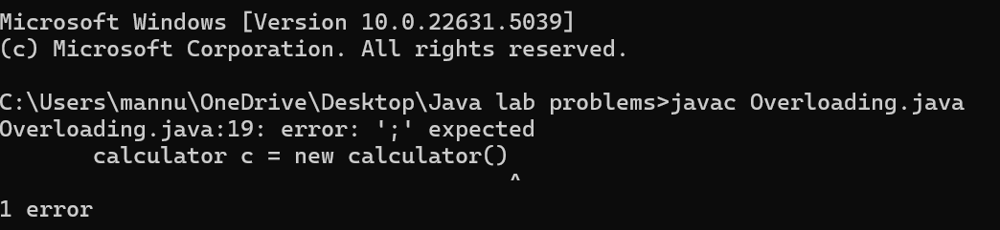 Microsoft Windows [Version 10.0.22631.5039]
(c) Microsoft Corporation. All rights reserved.
C:\Users\mannu\OneDrive\Desktop\Java lab problems>javac Overloading.java
Overloading.java:19: error: ';' expected
        calculator c = new calculator()
                                       ^
1 error